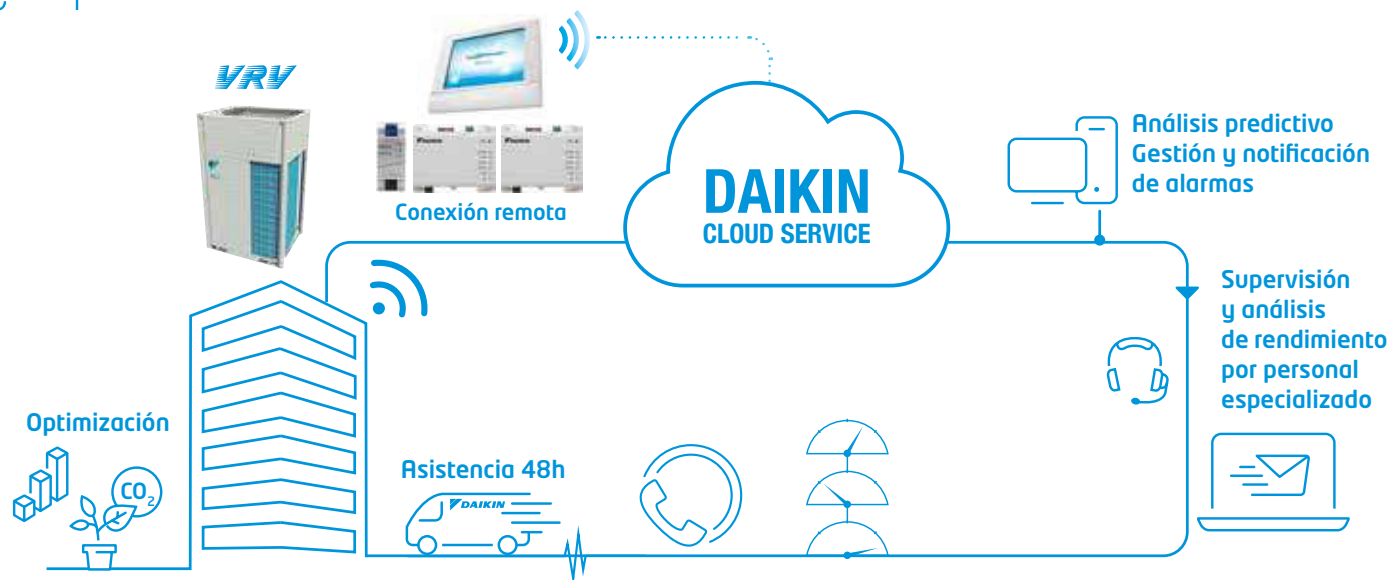 VRV
DAIKIN
CLOUD SERVICE
Conexión remota
Análisis predictivo
Gestión y notificación
de alarmas
Supervisión
y análisis
de rendimiento
por personal
especializado
Optimización
CO₂
Asistencia 48h
DAIKIN